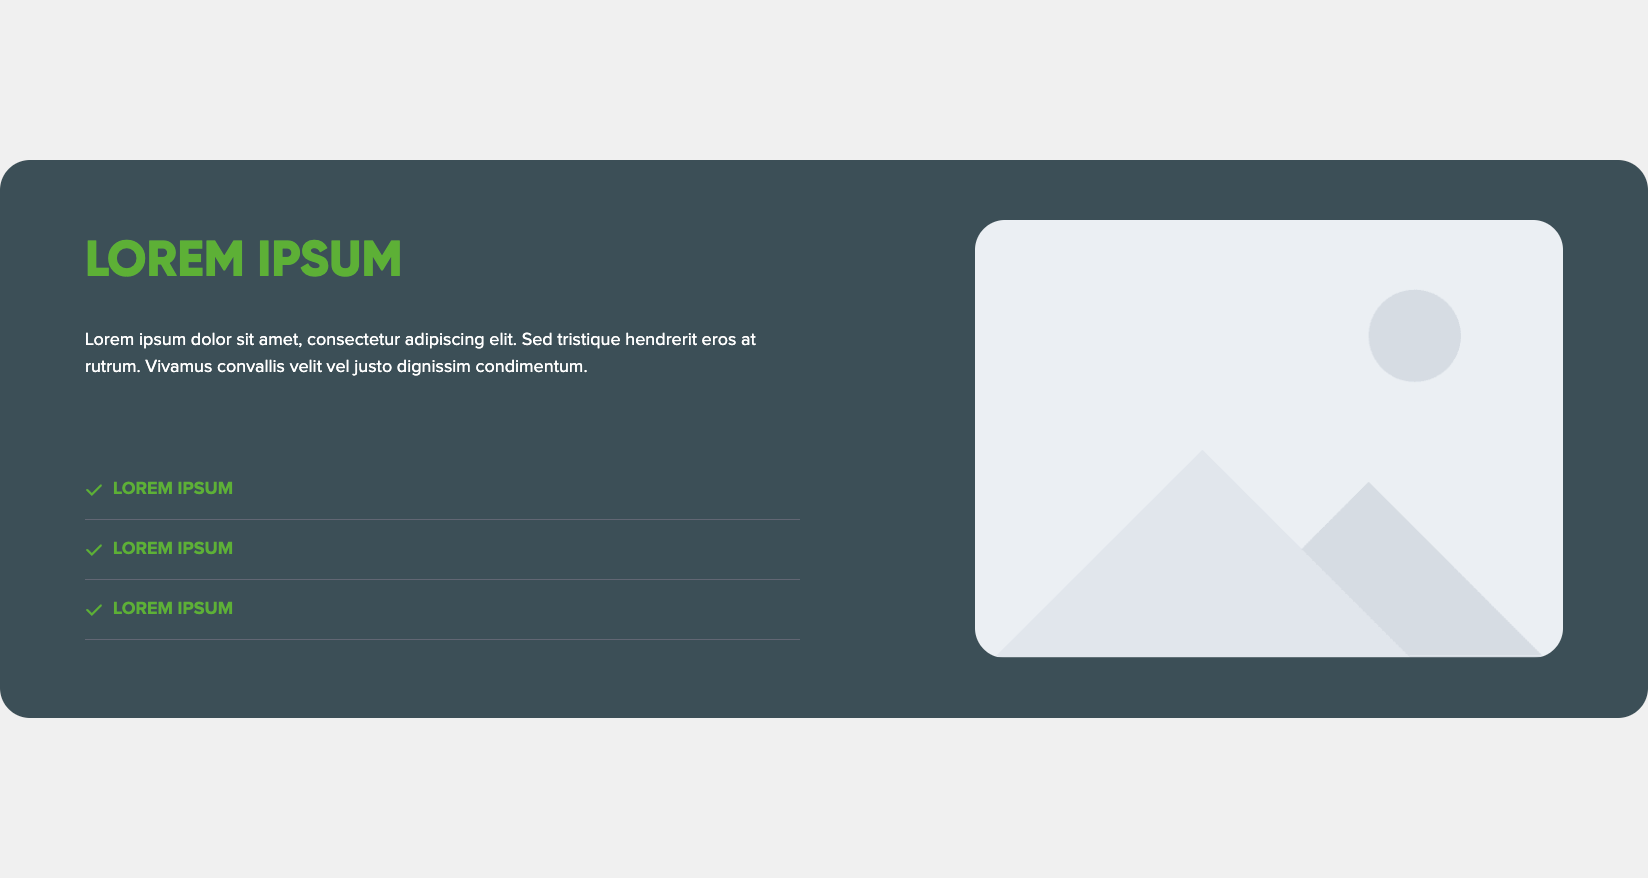 LOREM IPSUM
Lorem ipsum dolor sit amet, consectetur adipiscing elit. Sed tristique hendrerit eros at
rutrum. Vivamus convallis velit vel justo dignissim condimentum.
LOREM IPSUM
LOREM IPSUM
LOREM IPSUM